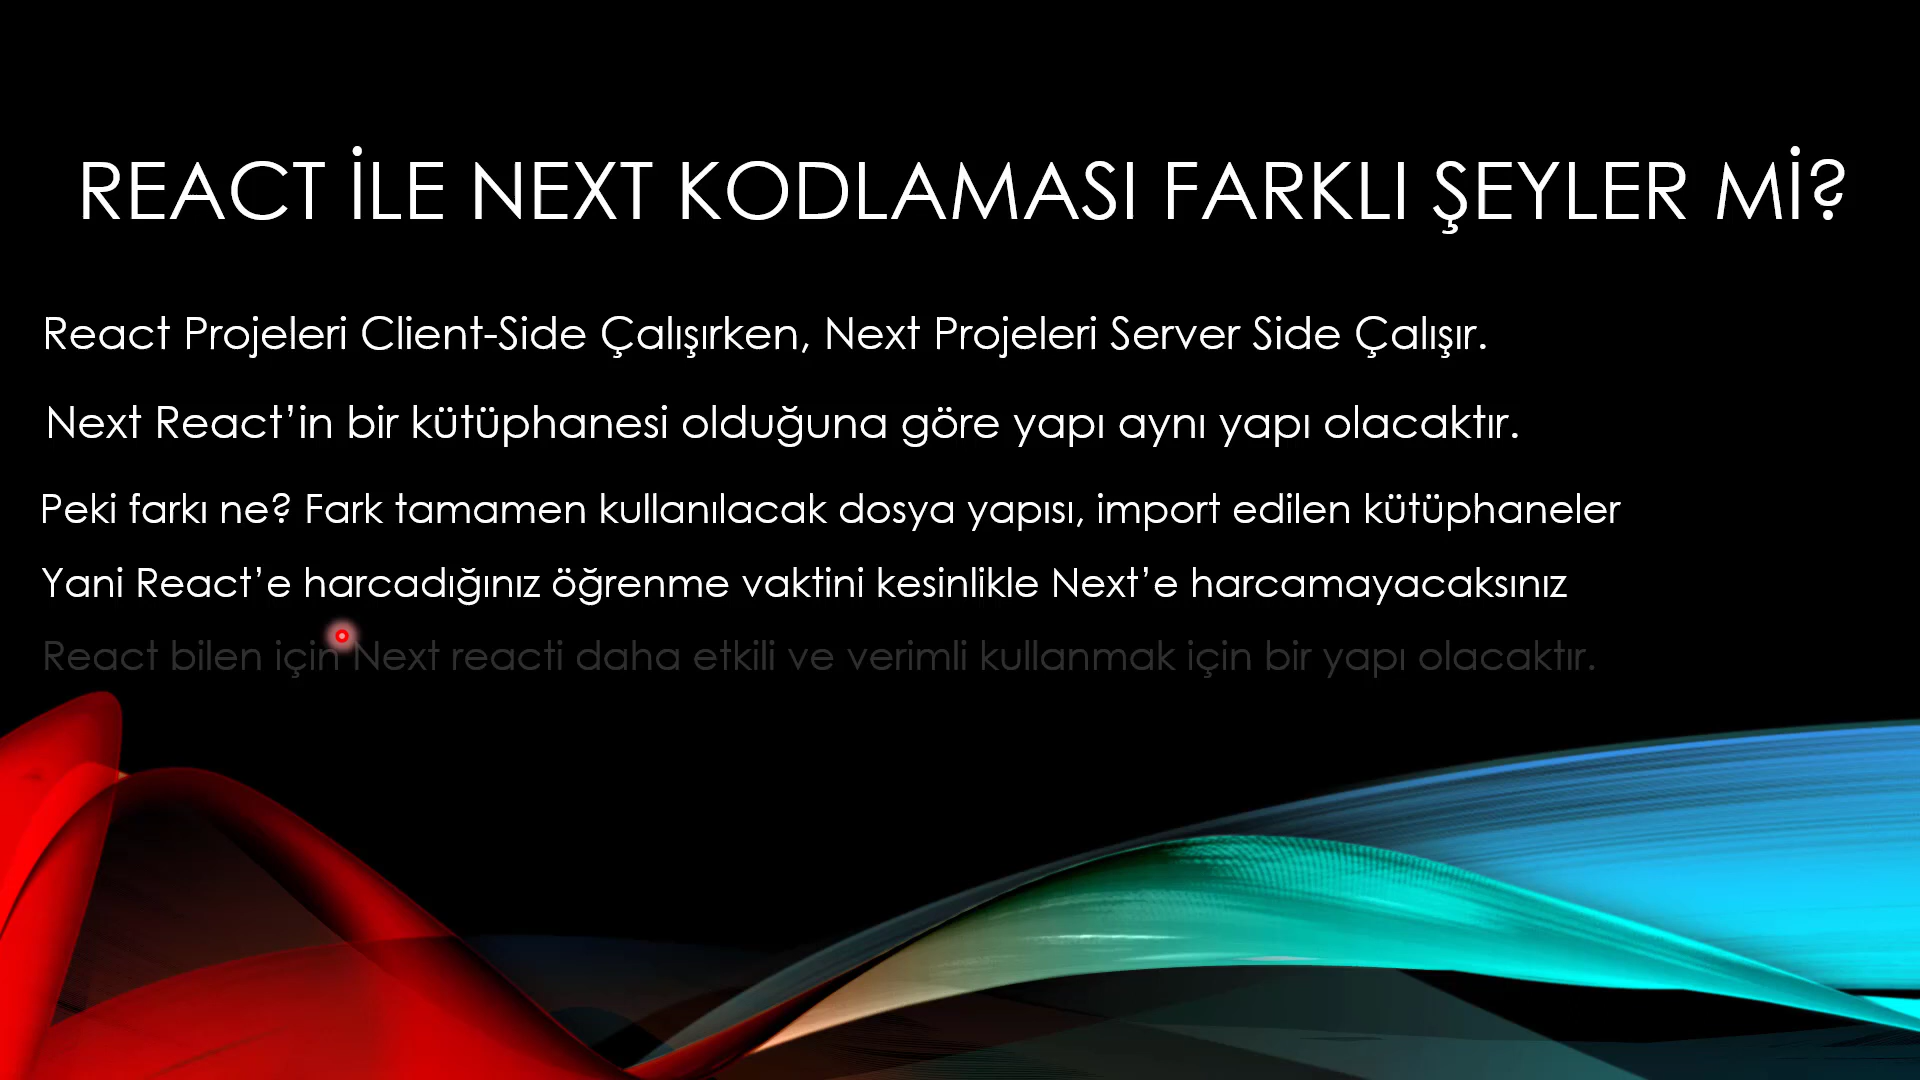 REACT İLE NEXT KODLAMASI FARKLI ŞEYLER Mİ?
React Projeleri Client-Side Çalışırken, Next Projeleri Server Side Çalışır.
Next React’in bir kütüphanesi olduğuna göre yapı aynı yapı olacaktır.
Peki farkı ne? Fark tamamen kullanılacak dosya yapısı, import edilen kütüphaneler
Yani React’e harcadığınız öğrenme vaktini kesinlikle Next’e harcamayacaksınız
React bilen için Next reacti daha etkili ve verimli kullanmak için bir yapı olacaktır.